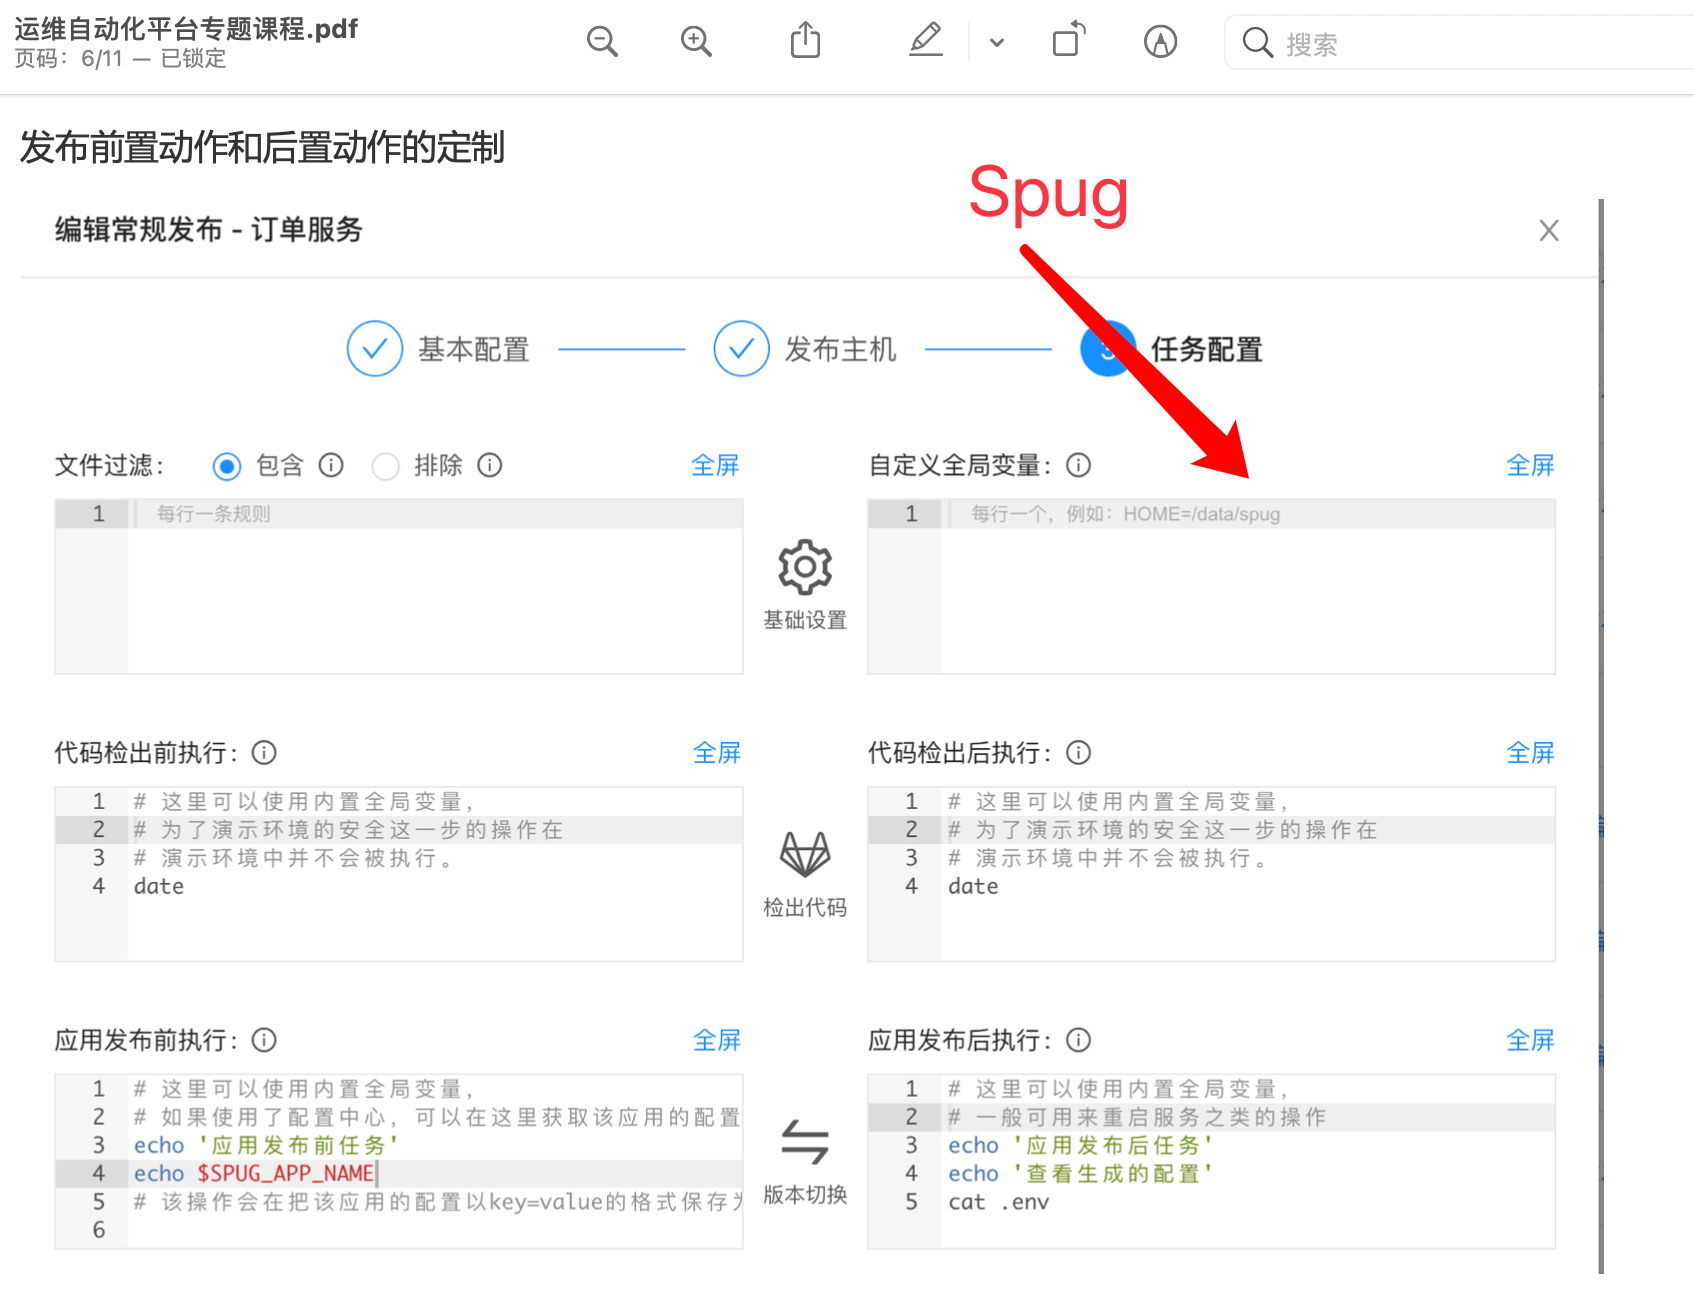 运维自动化平台专题课程.pdf
页码：6/11 — 已锁定
搜索
发布前置动作和后置动作的定制
Spug
编辑常规发布 - 订单服务
基本配置
发布主机
3 任务配置
文件过滤： 包含 排除 全屏
1 每行一条规则
基础设置
自定义全局变量： 全屏
1 每行一个，例如：HOME=/data/spug
代码检出前执行： 全屏
1 # 这里可以使用内置全局变量，
2 # 为了演示环境的安全这一步的操作在
3 # 演示环境中并不会被执行。
4 date
检出代码
代码检出后执行： 全屏
1 # 这里可以使用内置全局变量，
2 # 为了演示环境的安全这一步的操作在
3 # 演示环境中并不会被执行。
4 date
应用发布前执行： 全屏
1 # 这里可以使用内置全局变量，
2 # 如果使用了配置中心，可以在这里获取该应用的配置
3 echo '应用发布前任务'
4 echo $SPUG_APP_NAME
5 # 该操作会在把该应用的配置以key=value的格式保存
6
版本切换
应用发布后执行： 全屏
1 # 这里可以使用内置全局变量，
2 # 一般可用来重启服务之类的操作
3 echo '应用发布后任务'
4 echo '查看生成的配置'
5 cat .env